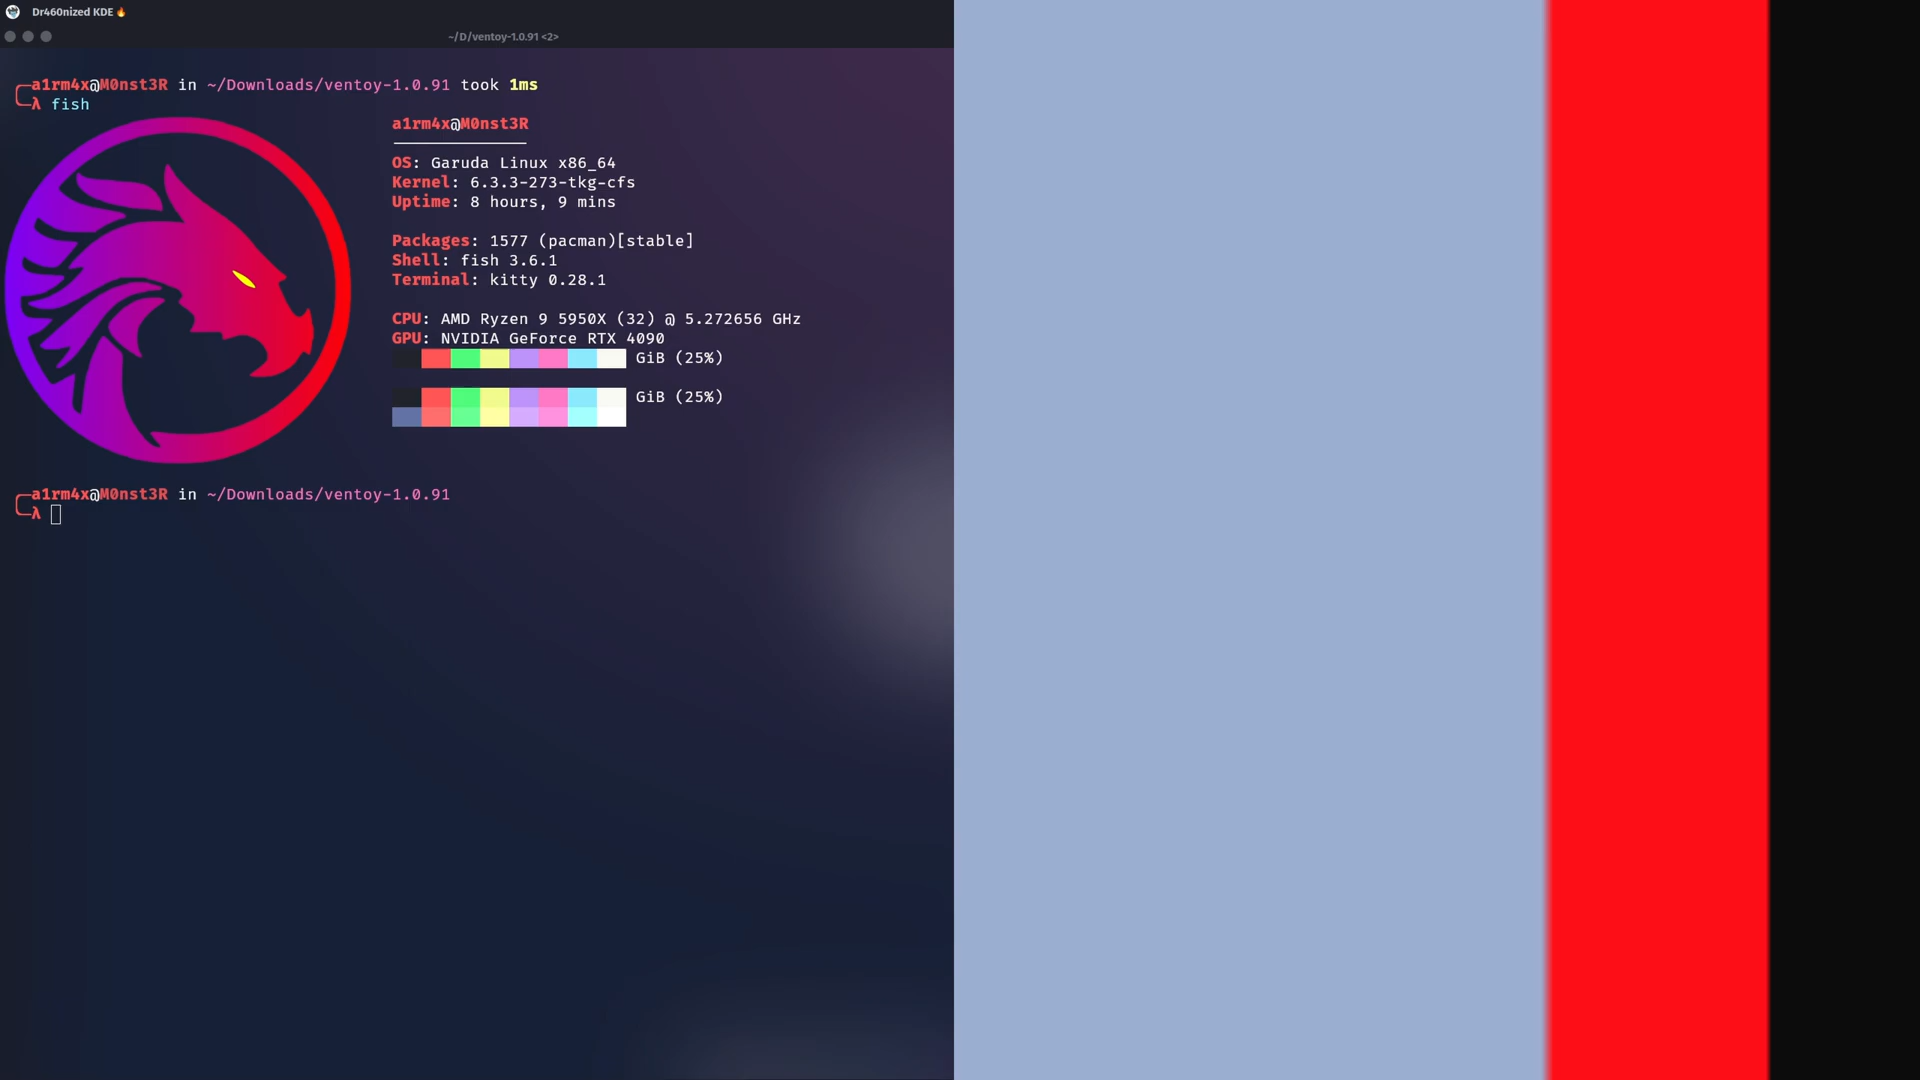 Dr460nized KDE🔥
~/D/ventoy-1.0.91 <2>
a1rm4x@M0nst3R in ~/Downloads/ventoy-1.0.91 took 1ms
λ fish
a1rm4x@M0nst3R
OS: Garuda Linux x86_64
Kernel: 6.3.3-273-tkg-cfs
Uptime: 8 hours, 9 mins
Packages: 1577 (pacman)[stable]
Shell: fish 3.6.1
Terminal: kitty 0.28.1
CPU: AMD Ryzen 9 5950X (32) @ 5.272656 GHz
GPU: NVIDIA GeForce RTX 4090
GiB (25%)
GiB (25%)
a1rm4x@M0nst3R in ~/Downloads/ventoy-1.0.91
λ